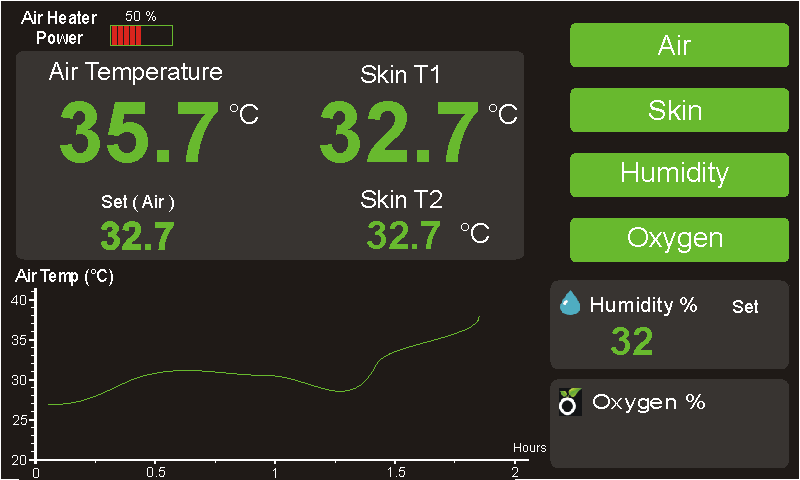 Air Heater Power
50 %
Air Temperature
35.7 °C
Set ( Air )
32.7
Skin T1
32.7 °C
Skin T2
32.7 °C
Air
Skin
Humidity
Oxygen
Air Temp (°C)
40
35
30
25
20
0 0.5 1 1.5 2
Hours
Humidity % Set
32
Oxygen %